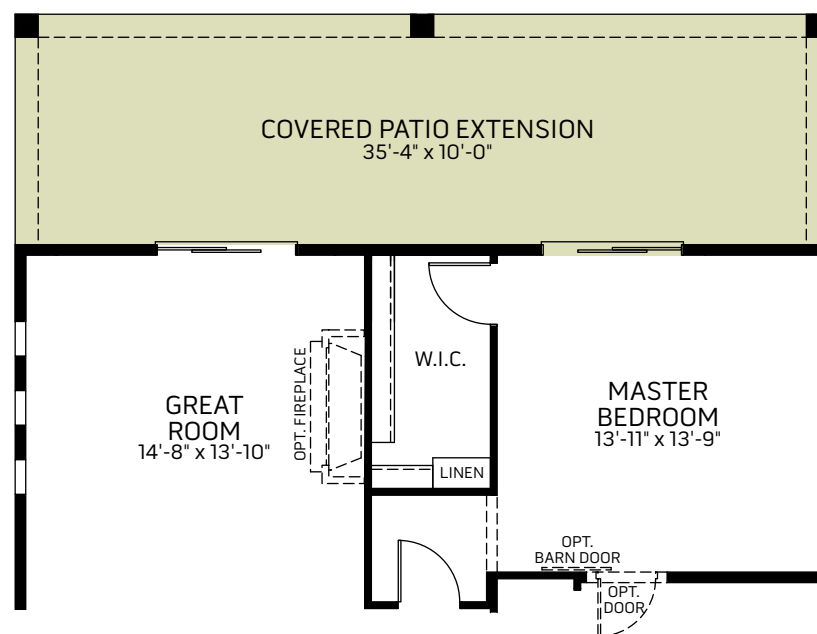 COVERED PATIO EXTENSION
35'-4" x 10'-0"
W.I.C.
OPT. FIREPLACE
GREAT
ROOM
14'-8" x 13'-10"
MASTER
BEDROOM
13'-11" x 13'-9"
LINEN
OPT.
BARN DOOR
OPT.
DOOR